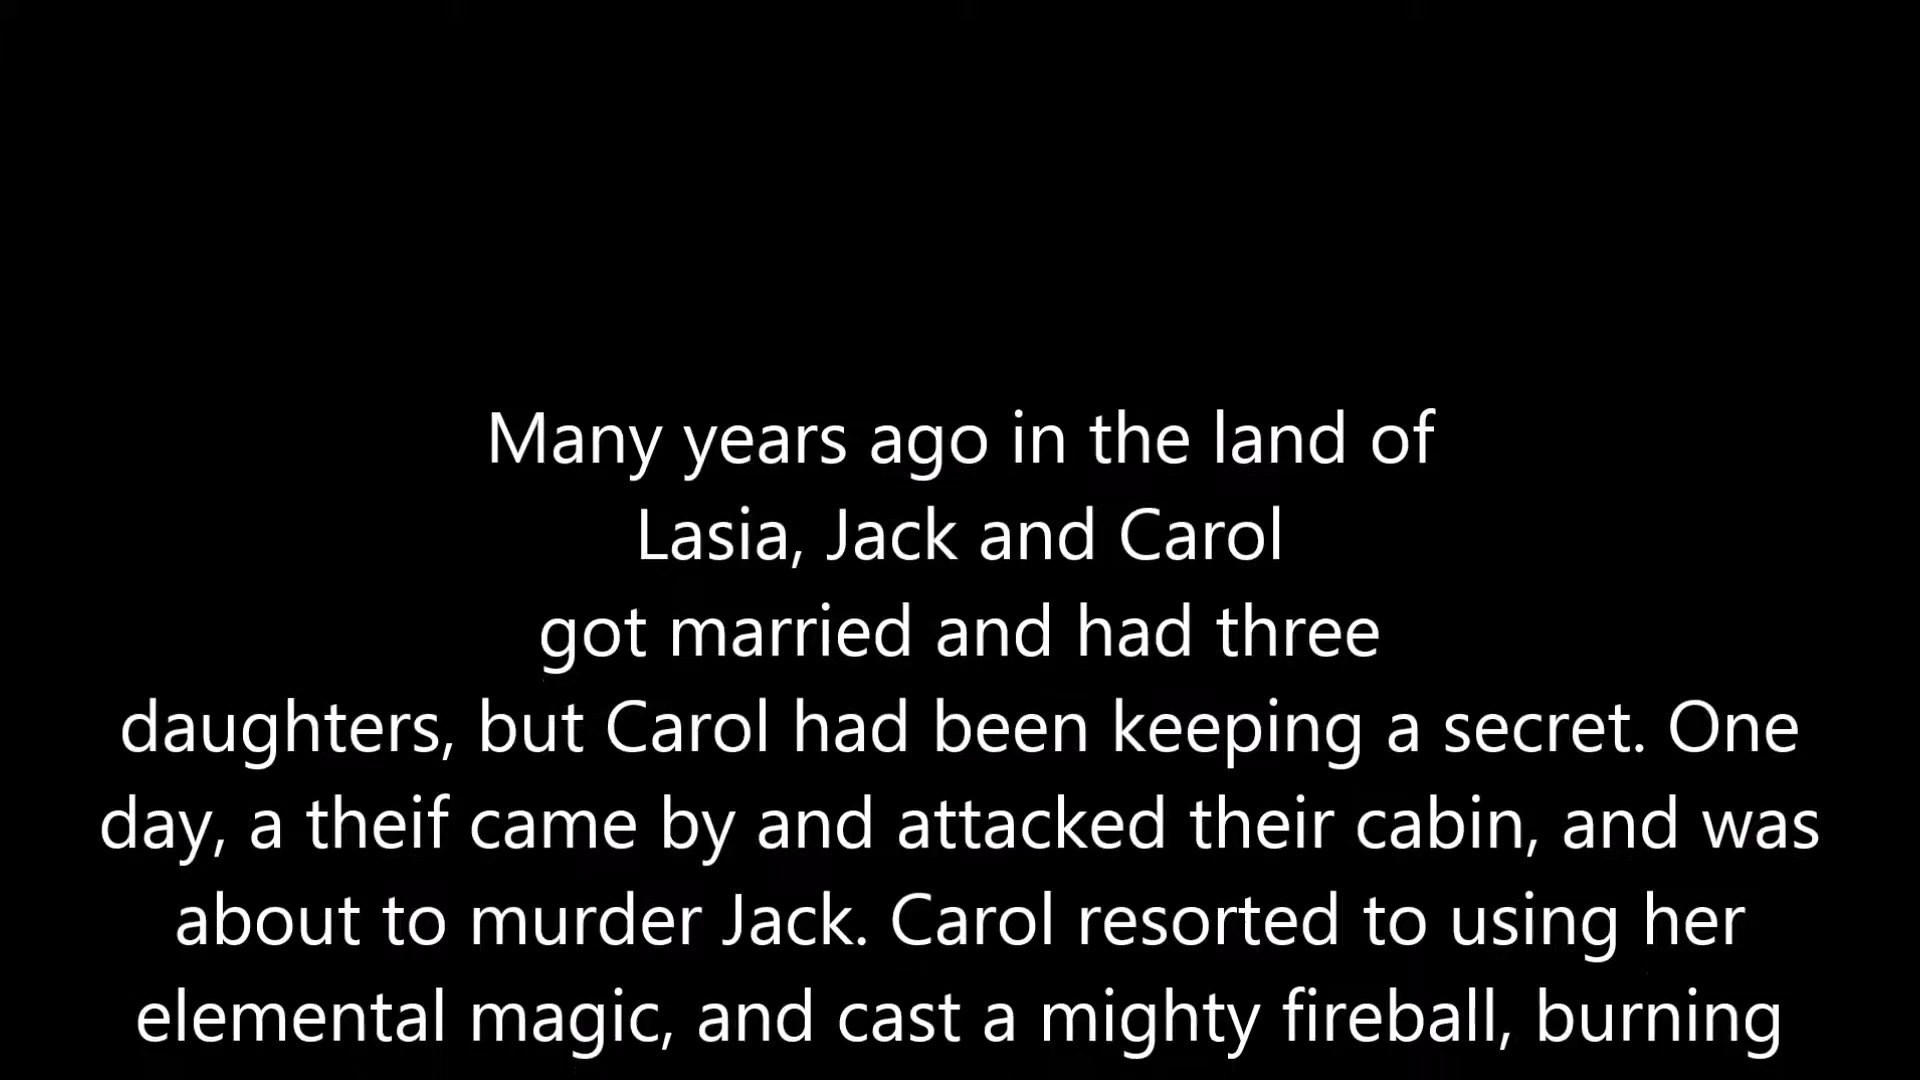 Many years ago in the land of
Lasia, Jack and Carol
got married and had three
daughters, but Carol had been keeping a secret. One
day, a theif came by and attacked their cabin, and was
about to murder Jack. Carol resorted to using her
elemental magic, and cast a mighty fireball, burning